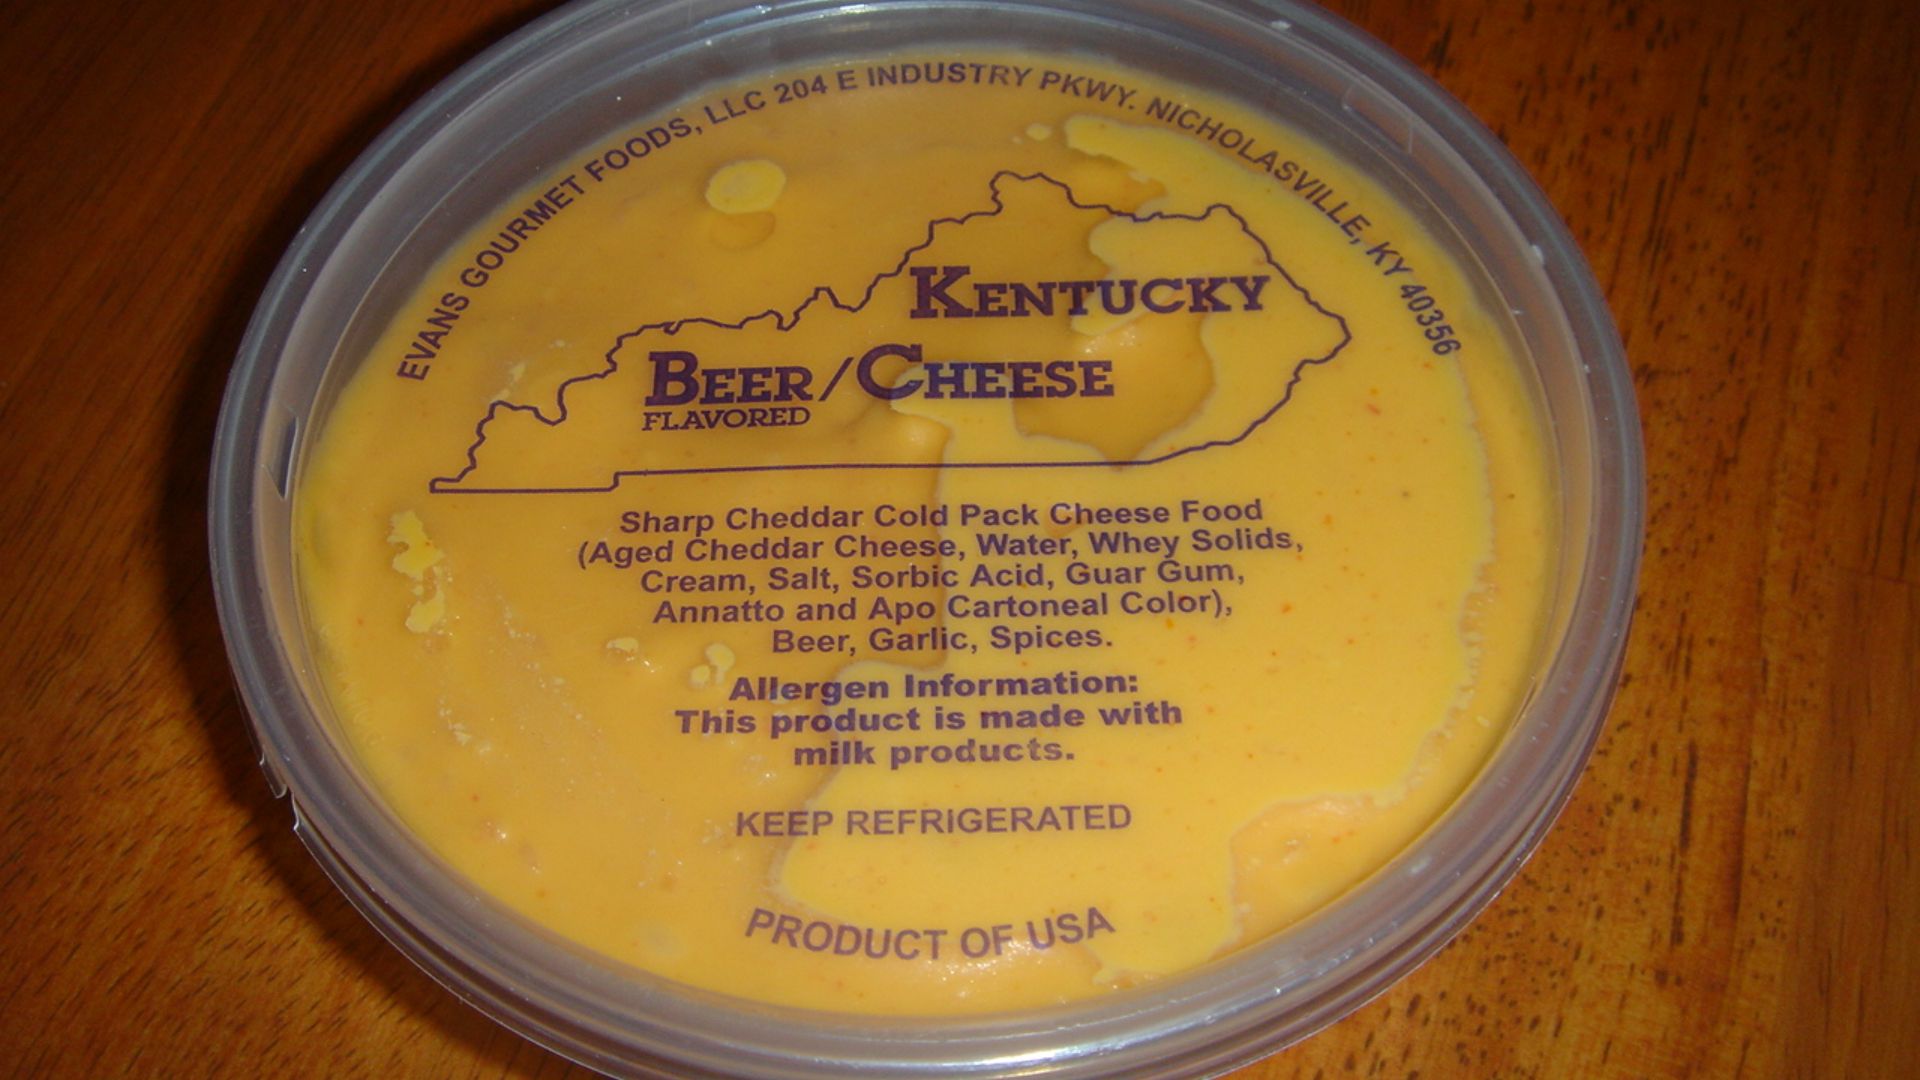 EVANS GOURMET FOODS, LLC 204 E INDUSTRY PKWY. NICHOLASVILLE, KY 40356
KENTUCKY
BEER/CHEESE
FLAVORED
Sharp Cheddar Cold Pack Cheese Food
(Aged Cheddar Cheese, Water, Whey Solids,
Cream, Salt, Sorbic Acid, Guar Gum,
Annatto and Apo Cartoneal Color),
Beer, Garlic, Spices.
Allergen Information:
This product is made with
milk products.
KEEP REFRIGERATED
PRODUCT OF USA